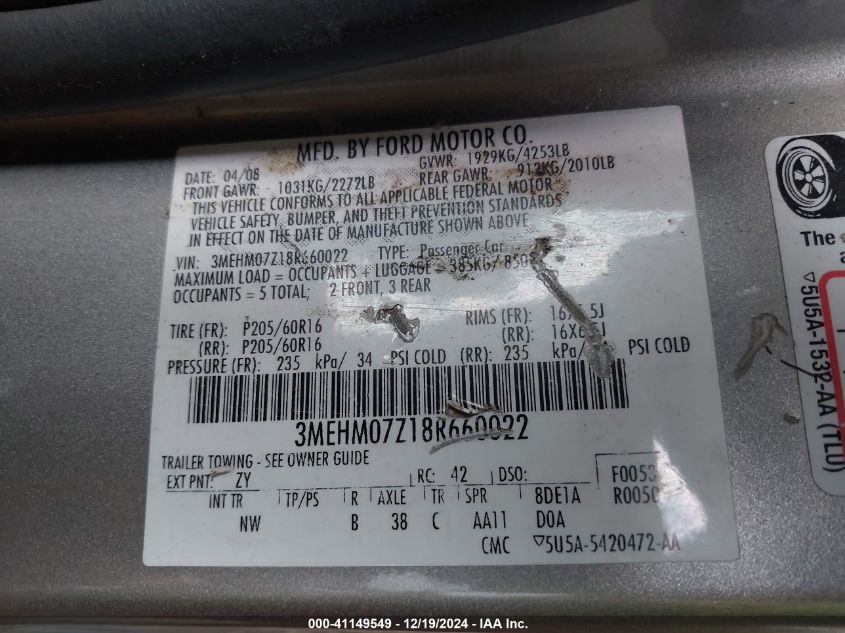 MFD. BY FORD MOTOR CO.
DATE: 04/08 GVWR: 1929KG/4253LB
FRONT GAWR: 1031KG/2272LB REAR GAWR: 912KG/2010LB
THIS VEHICLE CONFORMS TO ALL APPLICABLE FEDERAL MOTOR
VEHICLE SAFETY, BUMPER, AND THEFT PREVENTION STANDARDS
IN EFFECT ON THE DATE OF MANUFACTURE SHOWN ABOVE
VIN: 3MEHM07Z18R660022 TYPE: Passenger Car
MAXIMUM LOAD = OCCUPANTS + LUGGAGE = 385KG/
OCCUPANTS = 5 TOTAL; 2 FRONT, 3 REAR
TIRE (FR): P205/60R16 RIMS (FR):
(RR): P205/60R16 (RR):
PRESSURE (FR): 235 kPa/ 34 PSI COLD (RR): 235 kPa/ PSI COLD
3MEHM07Z18R660022
TRAILER TOWING - SEE OWNER GUIDE
EXT PNT: ZY RC: 42 DSO: F0053
INT TR TP/PS R AXLE TR SPR 8DE1A R0050
NW B 38 C AA11 D0A
CMC ▽5U5A-5420472-AA
The
▽5U5A-1532-AA (TLU)
000-41149549 - 12/19/2024 - IAA Inc.